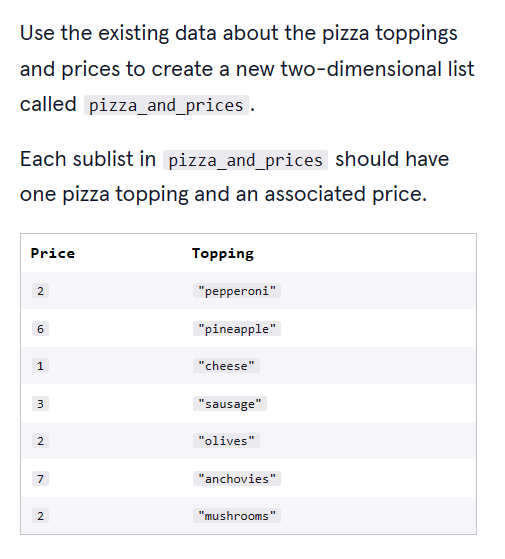 Use the existing data about the pizza toppings
and prices to create a new two-dimensional list
called pizza_and_prices.
Each sublist in pizza_and_prices should have
one pizza topping and an associated price.
Price Topping
2 "pepperoni"
6 "pineapple"
1 "cheese"
3 "sausage"
2 "olives"
7 "anchovies"
2 "mushrooms"